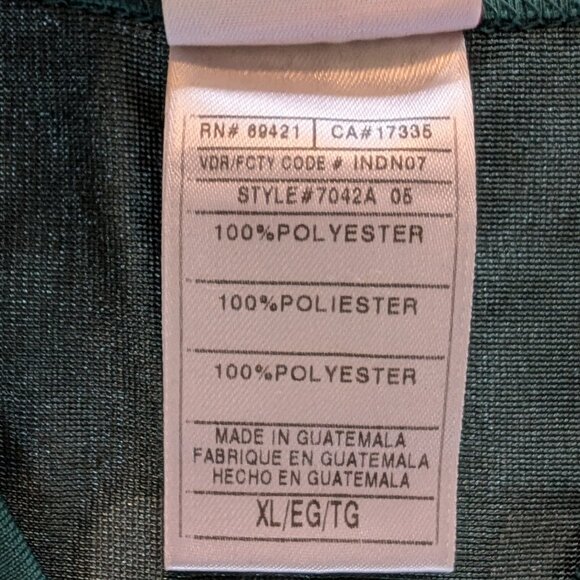 RN# 69421 CA#17335
VDR/FCTY CODE # INDN07
STYLE#7042A 05
100%POLYESTER
100%POLIESTER
100%POLYESTER
MADE IN GUATEMALA
FABRIQUE EN GUATEMALA
HECHO EN GUATEMALA
XL/EG/TG